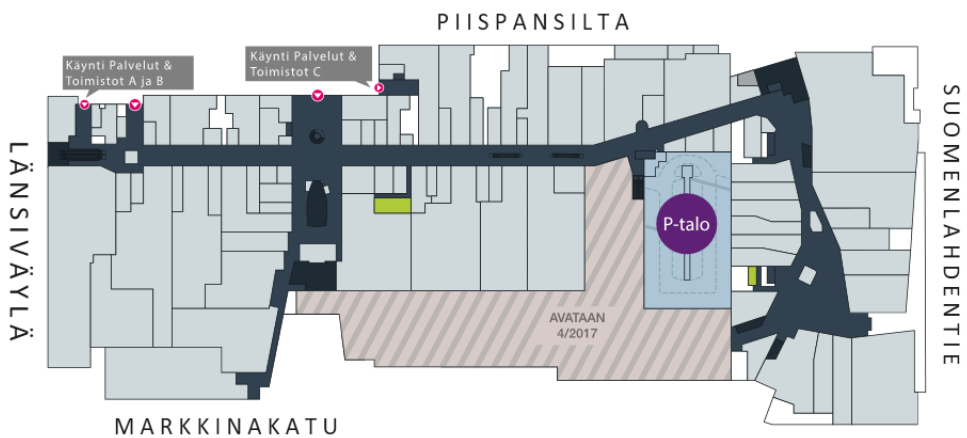 PIISPANSILTA
Käynti Palvelut &
Toimistot A ja B
Käynti Palvelut &
Toimistot C
LÄNSIVÄYLÄ
SUOMENLAHDENTIE
P-talo
AVATAAN
4/2017
MARKKINAKATU